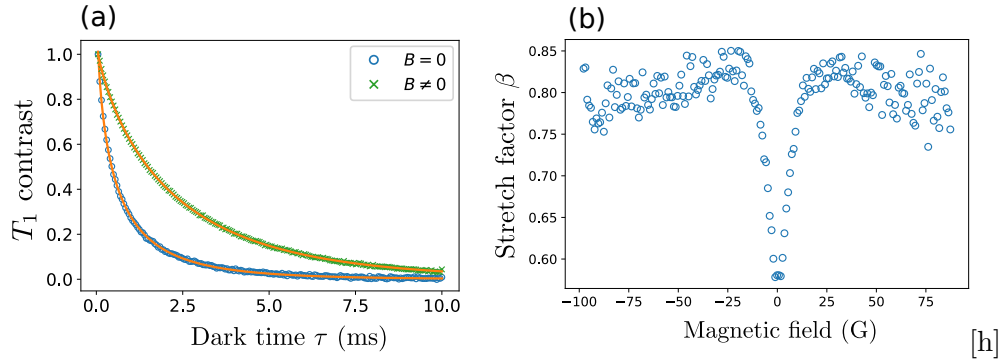 (a)
T₁ contrast
1.0
0.8
0.6
0.4
0.2
0.0
B = 0
B ≠ 0
0.0 2.5 5.0 7.5 10.0
Dark time τ (ms)
(b)
Stretch factor β
0.85
0.80
0.75
0.70
0.65
0.60
−100 −75 −50 −25 0 25 50 75
Magnetic field (G)
[h]